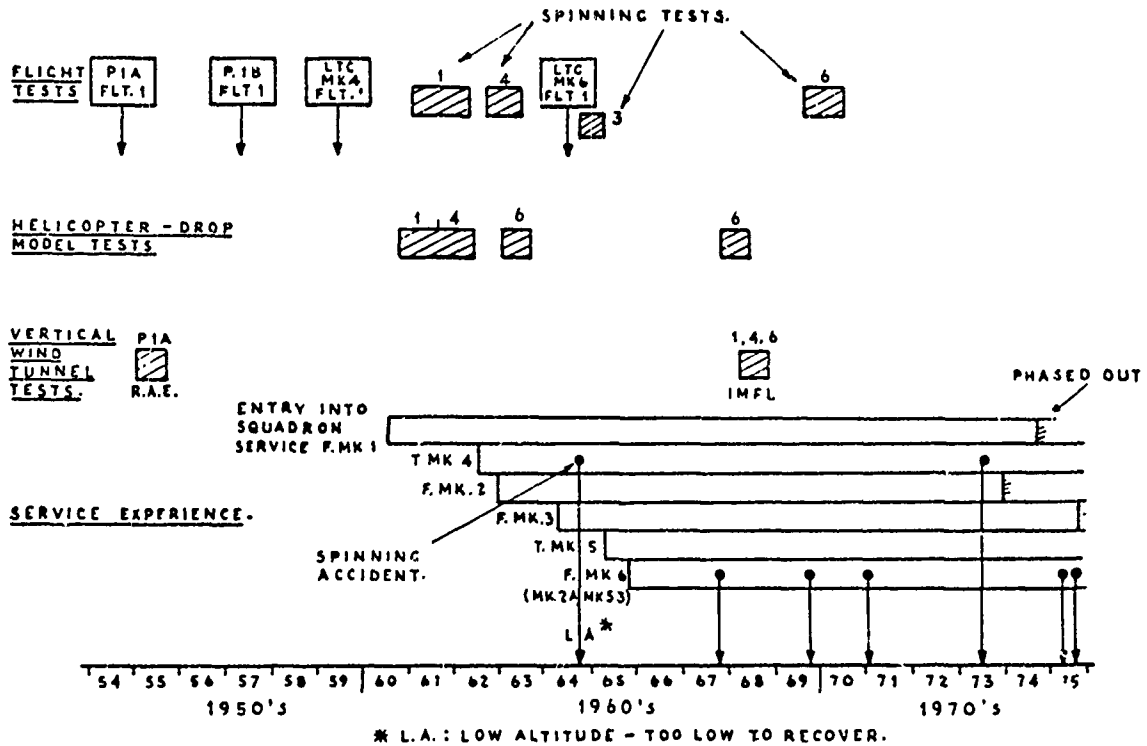 SPINNING TESTS.
FLIGHT
TESTS
P1A
FLT.1
P.1B
FLT 1
LTC
MK4
FLT.'
1
4
LTC
MK6
FLT 1
3
6
HELICOPTER - DROP
MODEL TESTS
1 4
6
6
VERTICAL
WIND
TUNNEL
TESTS.
P1A
R.A.E.
1,4,6
IMFL
PHASED OUT
ENTRY INTO
SQUADRON
SERVICE F.MK 1
T MK 4
F. MK. 2
F. MK. 3
T. MK 5
F. MK 6
(MK.2A MK53)
SERVICE EXPERIENCE.
SPINNING
ACCIDENT.
L A *
54 55 56 57 58 59 60 61 62 63 64 65 66 67 68 69 70 71 72 73 74 75
1950's 1960's 1970's
* L.A. : LOW ALTITUDE - TOO LOW TO RECOVER.